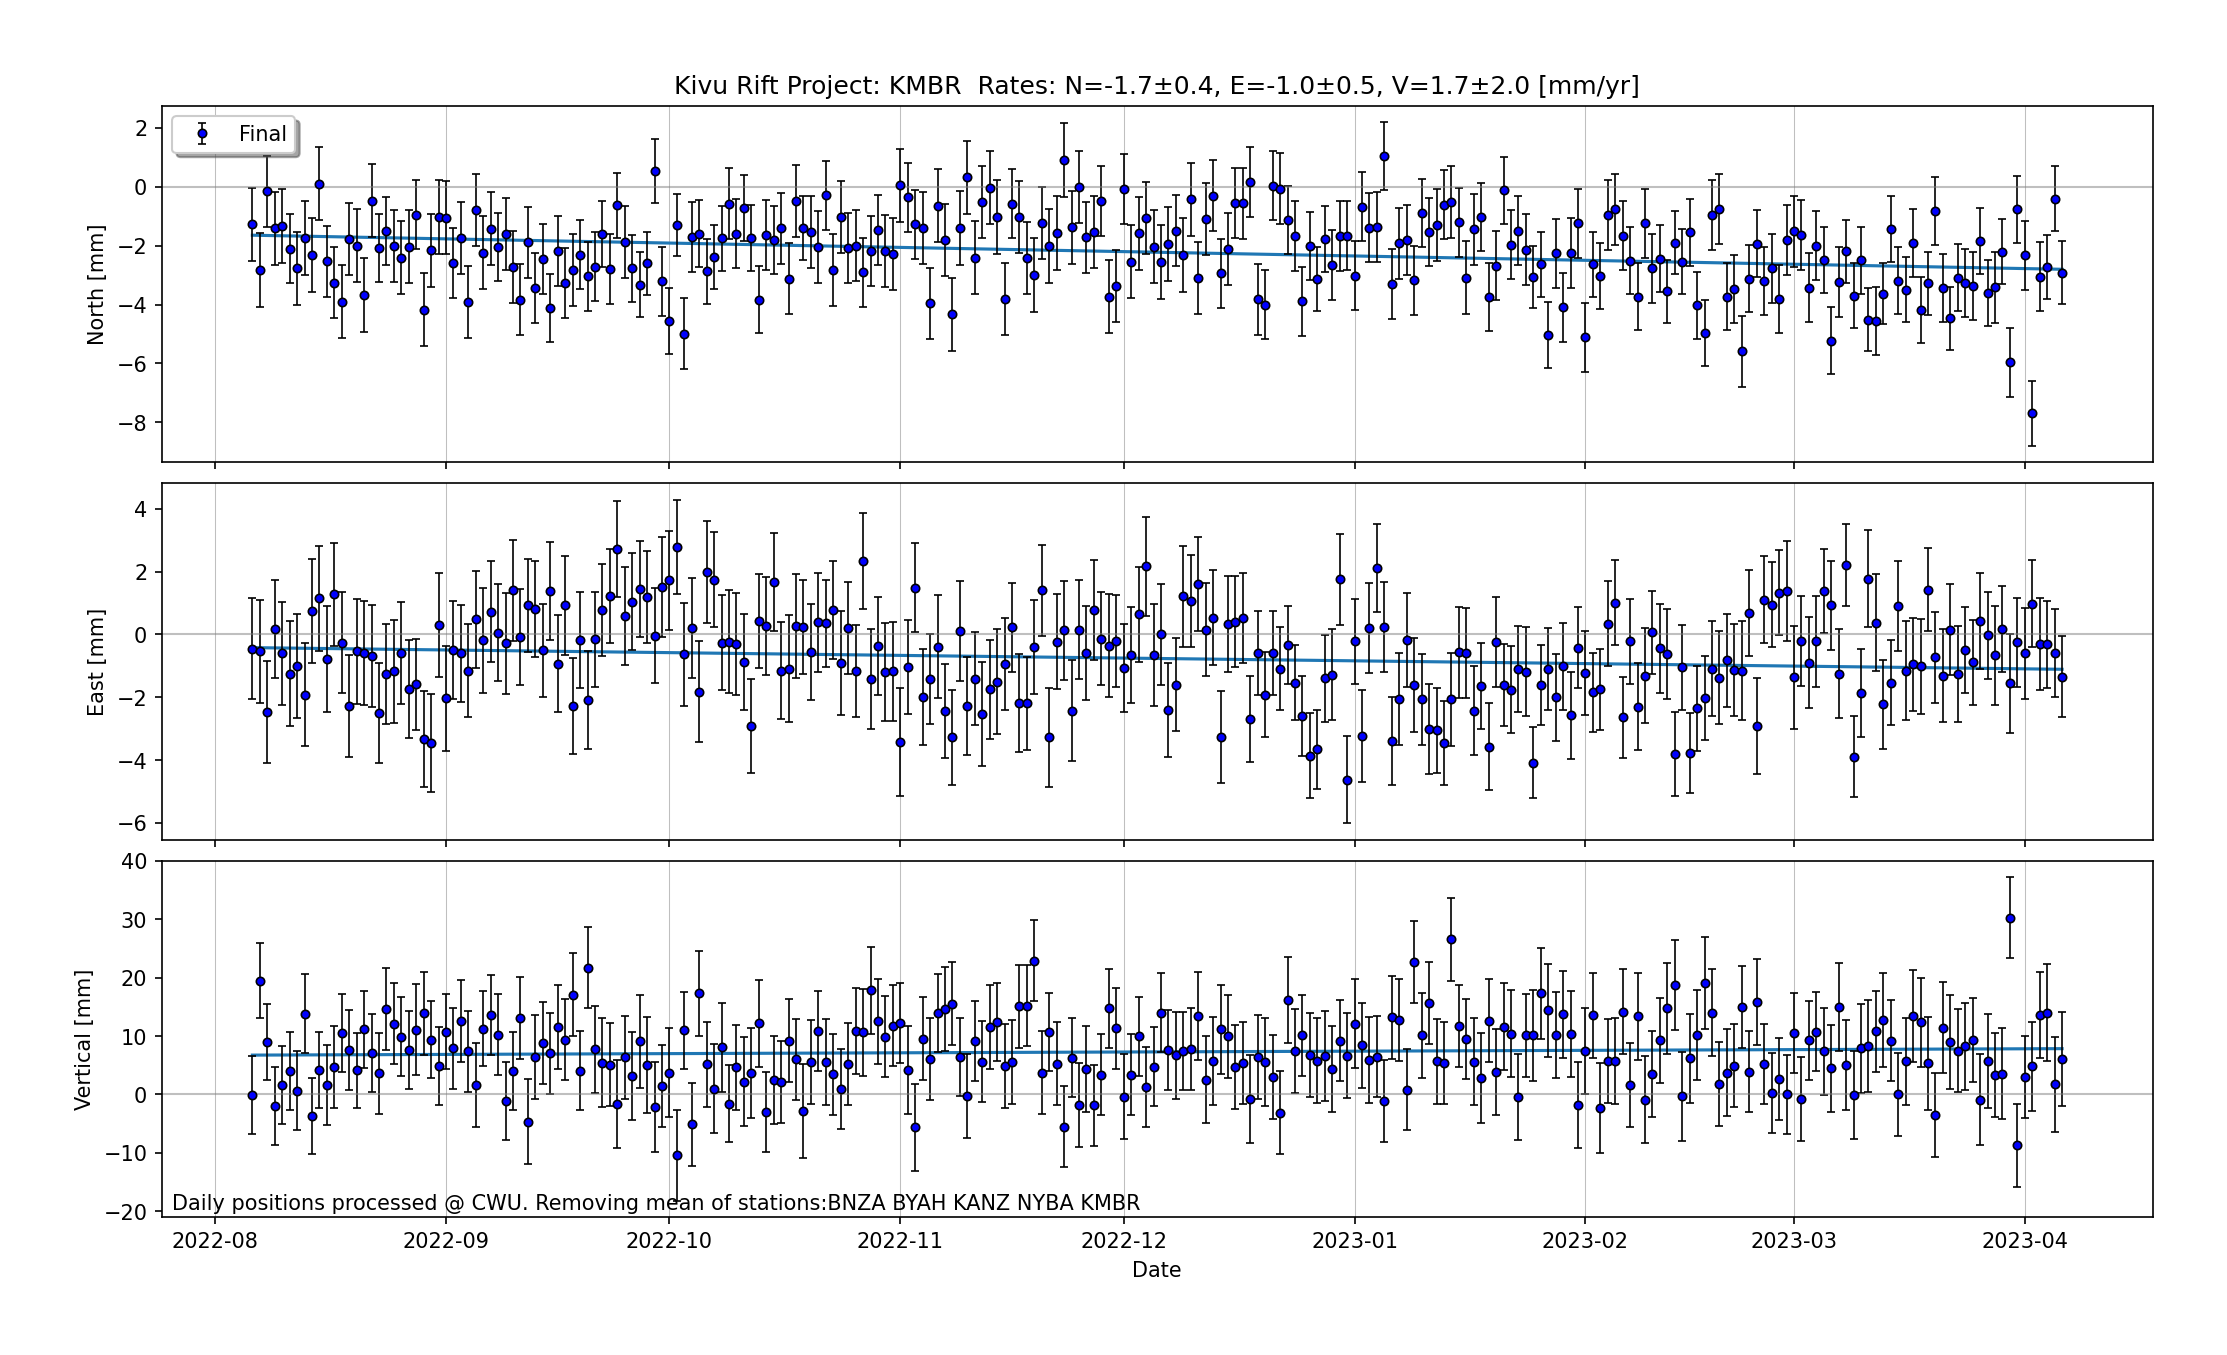 Kivu Rift Project: KMBR  Rates: N=-1.7±0.4, E=-1.0±0.5, V=1.7±2.0 [mm/yr]
Final
2
0
−2
−4
−6
−8
North [mm]
4
2
0
−2
−4
−6
East [mm]
40
30
20
10
0
−10
−20
Vertical [mm]
Daily positions processed @ CWU. Removing mean of stations:BNZA BYAH KANZ NYBA KMBR
2022-08 2022-09 2022-10 2022-11 2022-12 2023-01 2023-02 2023-03 2023-04
Date